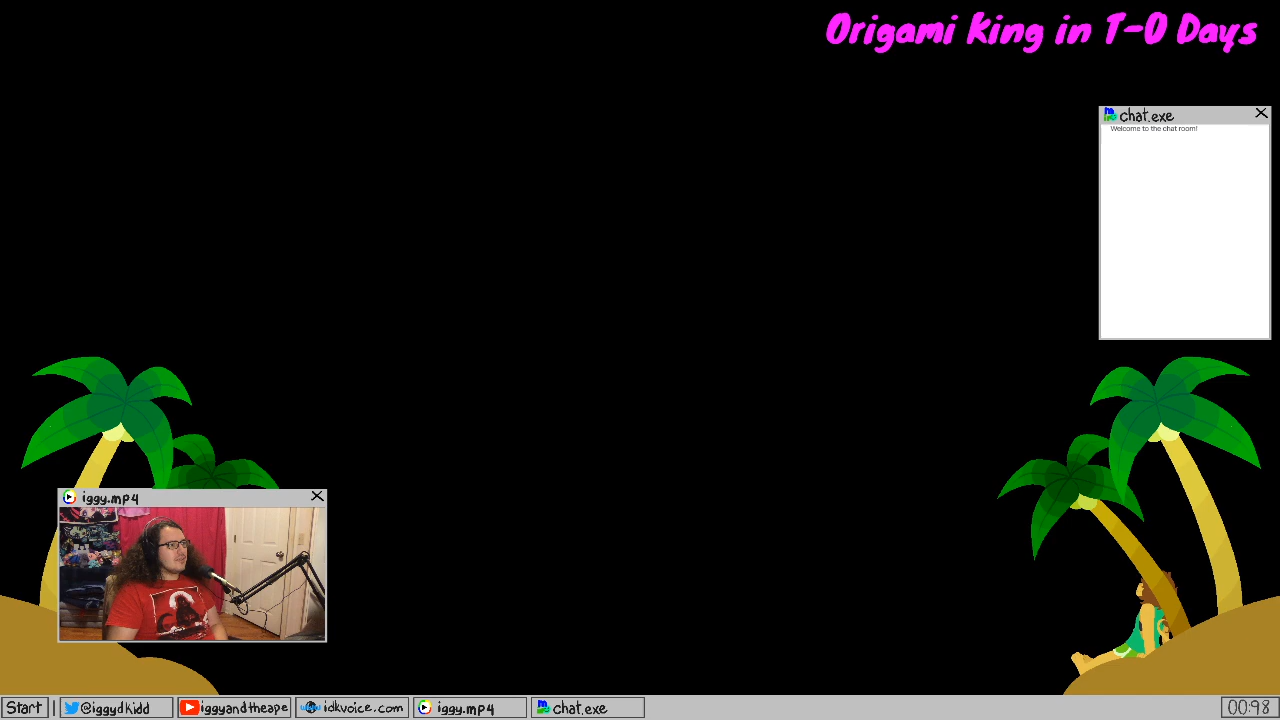 Origami King in T-0 Days
chat.exe
Welcome to the chat room!
iggy.mp4
Start | @iggydkidd iggyandtheape www idkvoice.com iggy.mp4 chat.exe 00:98